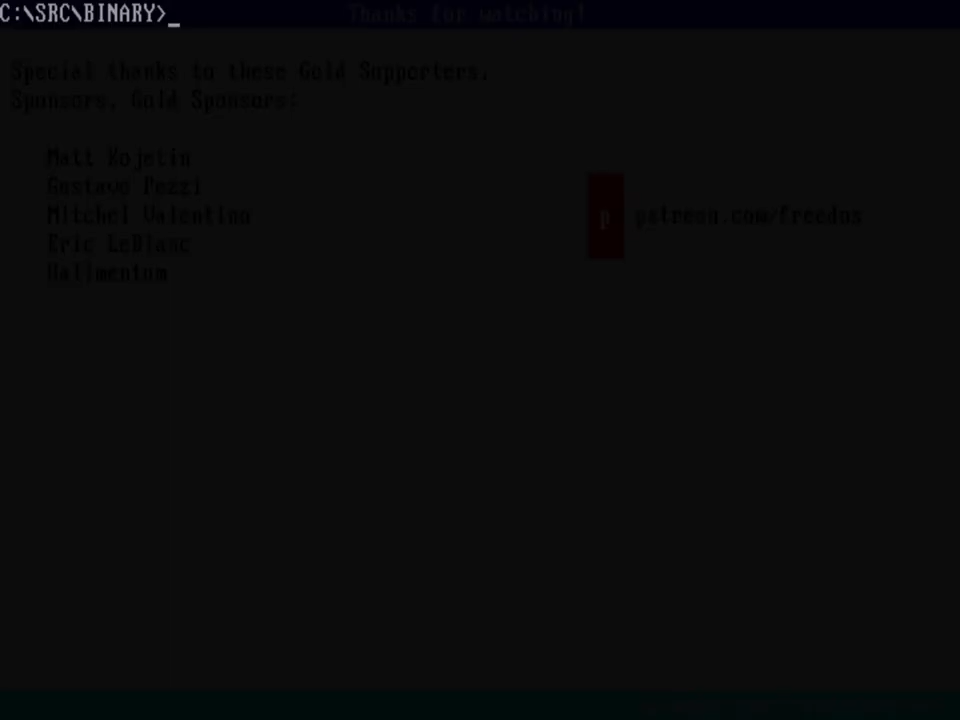 C:\SRC\BINARY>_
Thanks for watching!
Special thanks to these Gold Supporters,
Sponsors, Gold Sponsors:
Matt Kojetin
Gustavo Pezzi
Mitchel Valentino
Eric LeBlanc
p patreon.com/freedos